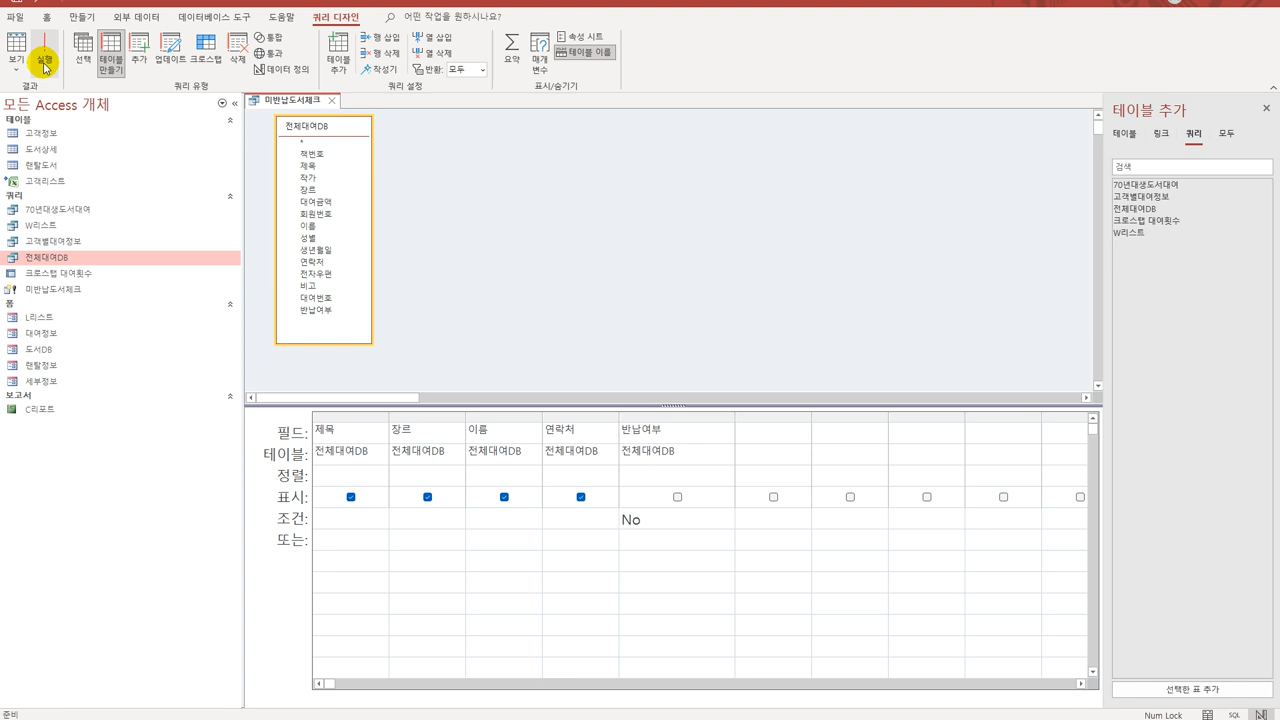 파일 홈 만들기 외부 데이터 데이터베이스 도구 도움말 쿼리 디자인 어떤 작업을 원하시나요?
보기 실행 선택 테이블 만들기 추가 업데이트 크로스탭 삭제 통합 통과 데이터 정의 테이블 추가 행 삽입 행 삭제 작성기 열 삽입 열 삭제 반환: 모두 요약 매개 변수 속성 시트 테이블 이름
결과 쿼리 유형 쿼리 설정 표시/숨기기
모든 Access 개체 «
테이블
고객정보
도서상세
랜탈도서
고객리스트
쿼리
70년대생도서대여
W리스트
고객별대여정보
전체대여DB
크로스탭 대여횟수
미반납도서체크
폼
L리스트
대여정보
도서DB
랜탈정보
세부정보
보고서
C리포트
미반납도서체크
전체대여DB
*
책번호
제목
작가
장르
대여금액
회원번호
이름
성별
생년월일
연락처
전자우편
비고
대여번호
반납여부
필드: 제목 장르 이름 연락처 반납여부
테이블: 전체대여DB 전체대여DB 전체대여DB 전체대여DB 전체대여DB
정렬:
표시:
조건: No
또는:
테이블 추가
테이블 링크 쿼리 모두
검색
70년대생도서대여
고객별대여정보
전체대여DB
크로스탭 대여횟수
W리스트
선택한 표 추가
준비 Num Lock SQL